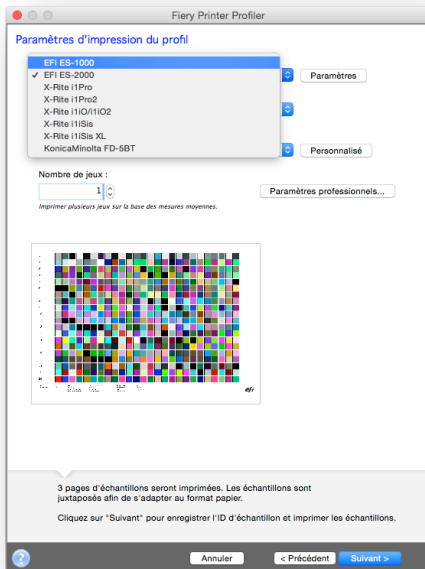 Fiery Printer Profiler
Paramètres d'impression du profil
EFI ES-1000
✓ EFI ES-2000
X-Rite i1Pro
X-Rite i1Pro2
X-Rite i1iO/i1iO2
X-Rite i1iSis
X-Rite i1iSis XL
KonicaMinolta FD-5BT
Paramètres
Personnalisé
Nombre de jeux :
1
Paramètres professionnels...
Imprimer plusieurs jeux sur la base des mesures moyennes.
efi
3 pages d'échantillons seront imprimées. Les échantillons sont
juxtaposés afin de s'adapter au format papier.
Cliquez sur "Suivant" pour enregistrer l'ID d'échantillon et imprimer les échantillons.
?
Annuler
< Précédent
Suivant >